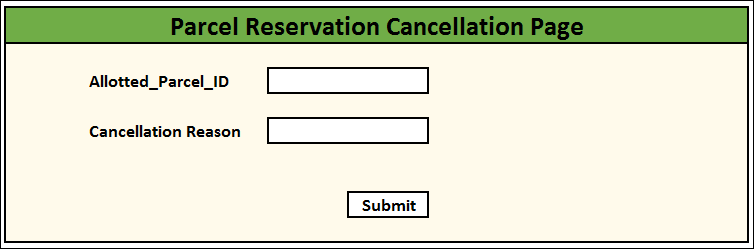 Parcel Reservation Cancellation Page
Allotted_Parcel_ID
Cancellation Reason
Submit